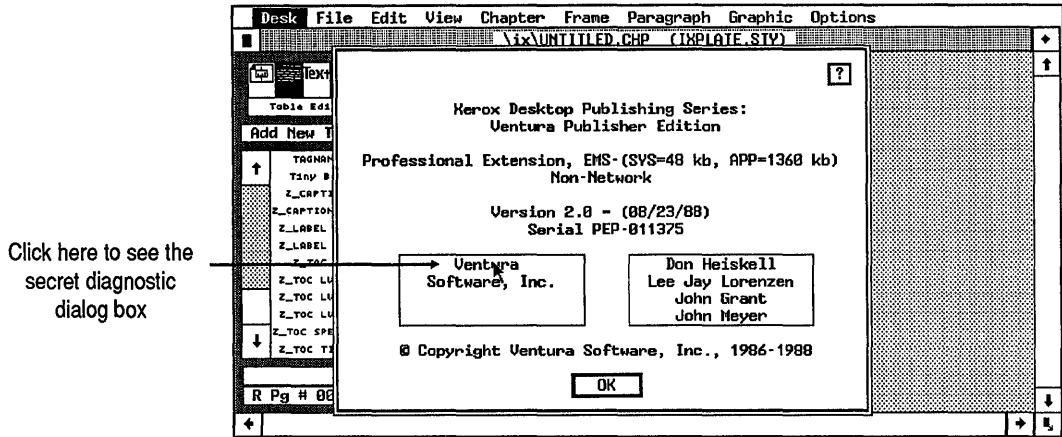 Desk File Edit View Chapter Frame Paragraph Graphic Options
\ix\UNTITLED.CHP (IXPLATE.STY)
Text
Table Edi
Add New T
TAGNAM
Tiny B
Z_CAPTI
Z_CAPTION
Z_LABEL
Z_LABEL
Z_TOC
Z_TOC LV
Z_TOC LV
Z_TOC LV
Z_TOC SPE
Z_TOC TI
R Pg # 00
?
Xerox Desktop Publishing Series:
Ventura Publisher Edition
Professional Extension, EMS-(SYS=48 kb, APP=1360 kb)
Non-Network
Version 2.0 - (08/23/88)
Serial PEP-011375
Ventura
Software, Inc.
Don Heiskell
Lee Jay Lorenzen
John Grant
John Meyer
© Copyright Ventura Software, Inc., 1986-1988
OK
Click here to see the
secret diagnostic
dialog box